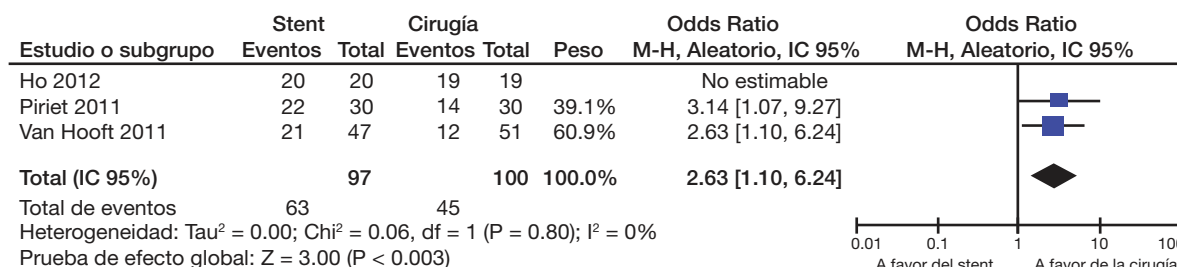 Stent Cirugía Odds Ratio Odds Ratio
Estudio o subgrupo Eventos Total Eventos Total Peso M-H, Aleatorio, IC 95% M-H, Aleatorio, IC 95%
Ho 2012 20 20 19 19 No estimable
Piriet 2011 22 30 14 30 39.1% 3.14 [1.07, 9.27]
Van Hooft 2011 21 47 12 51 60.9% 2.63 [1.10, 6.24]
Total (IC 95%) 97 100 100.0% 2.63 [1.10, 6.24]
Total de eventos 63 45
Heterogeneidad: Tau² = 0.00; Chi² = 0.06, df = 1 (P = 0.80); I² = 0%
Prueba de efecto global: Z = 3.00 (P < 0.003)
0.01 0.1 1 10 100
A favor del stent A favor de la cirugía